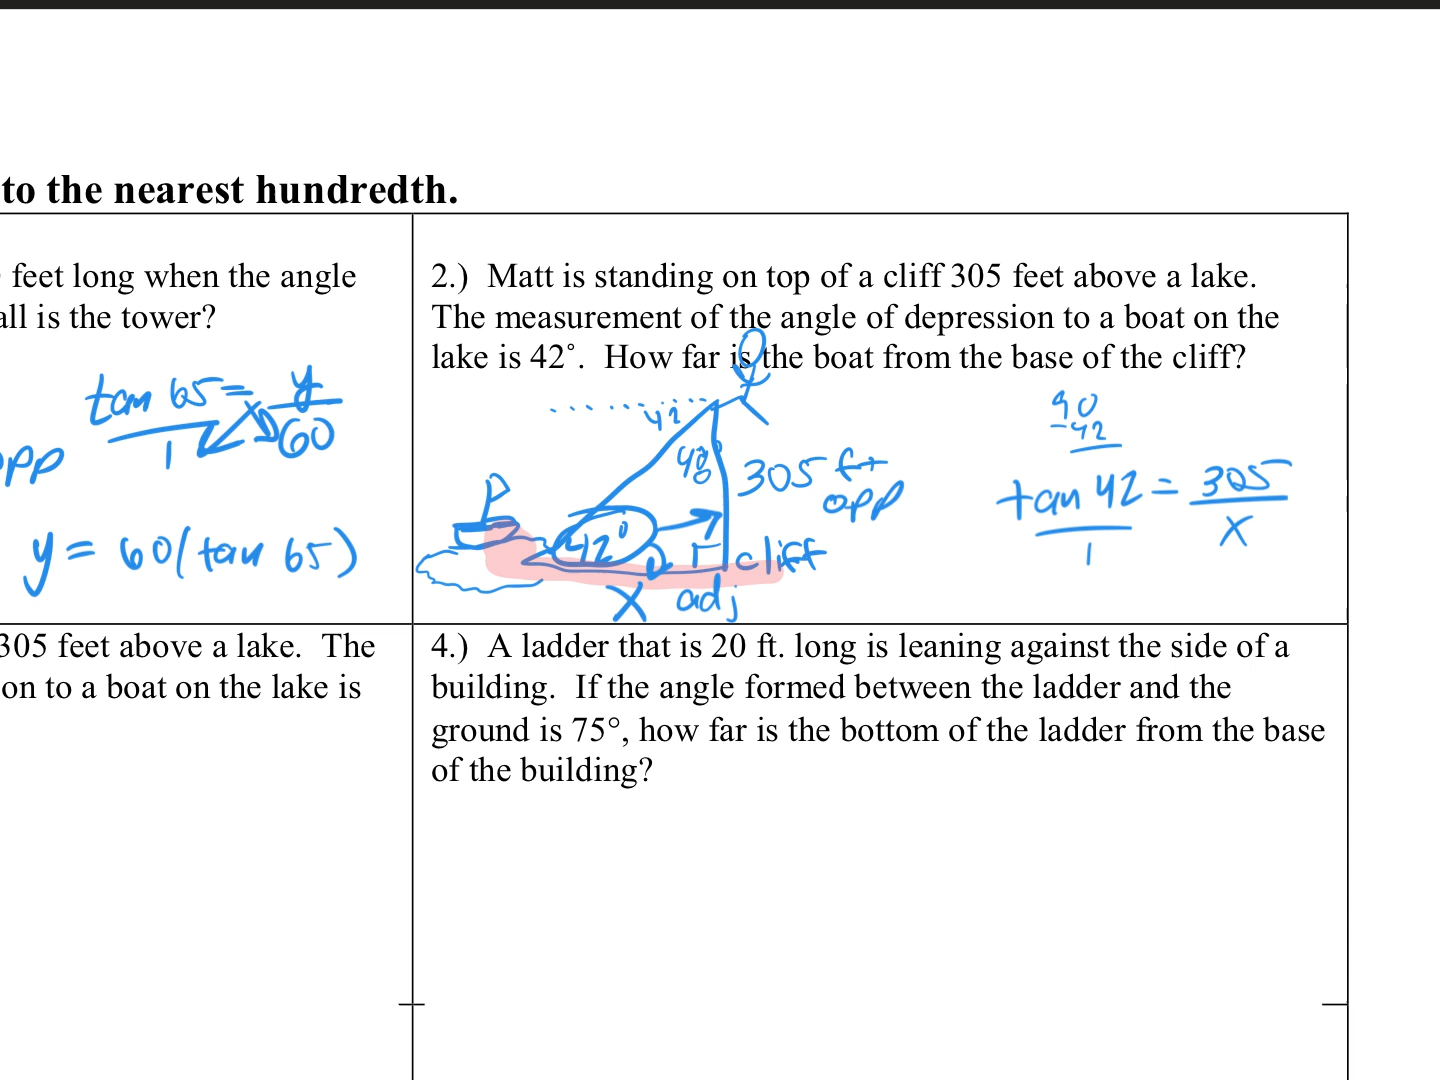 to the nearest hundredth.
feet long when the angle
all is the tower?
tan 65 = y
1 60
opp
y = 60(tan 65)
2.) Matt is standing on top of a cliff 305 feet above a lake.
The measurement of the angle of depression to a boat on the
lake is 42°. How far is the boat from the base of the cliff?
42
48°
305 ft
opp
42°
cliff
x adj
90
-42
tan 42 = 305
1 x
305 feet above a lake. The
on to a boat on the lake is
4.) A ladder that is 20 ft. long is leaning against the side of a
building. If the angle formed between the ladder and the
ground is 75°, how far is the bottom of the ladder from the base
of the building?